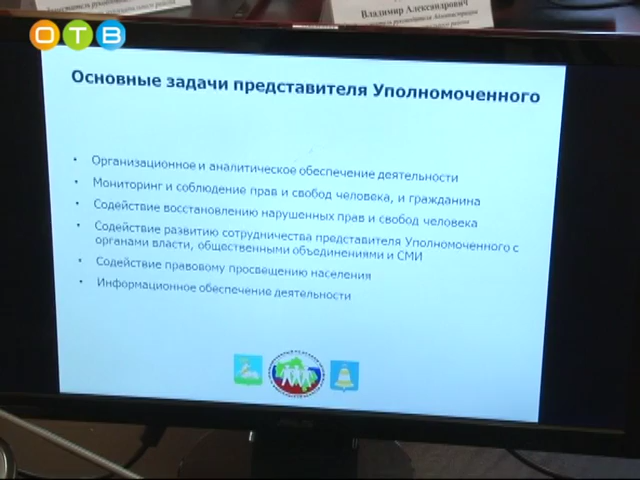 ОТВ
Владимир Александрович
Основные задачи представителя Уполномоченного
• Организационное и аналитическое обеспечение деятельности
• Мониторинг и соблюдение прав и свобод человека, и гражданина
• Содействие восстановлению нарушенных прав и свобод человека
• Содействие развитию сотрудничества представителя Уполномоченного с
органами власти, общественными объединениями и СМИ
• Содействие правовому просвещению населения
• Информационное обеспечение деятельности
ASUS